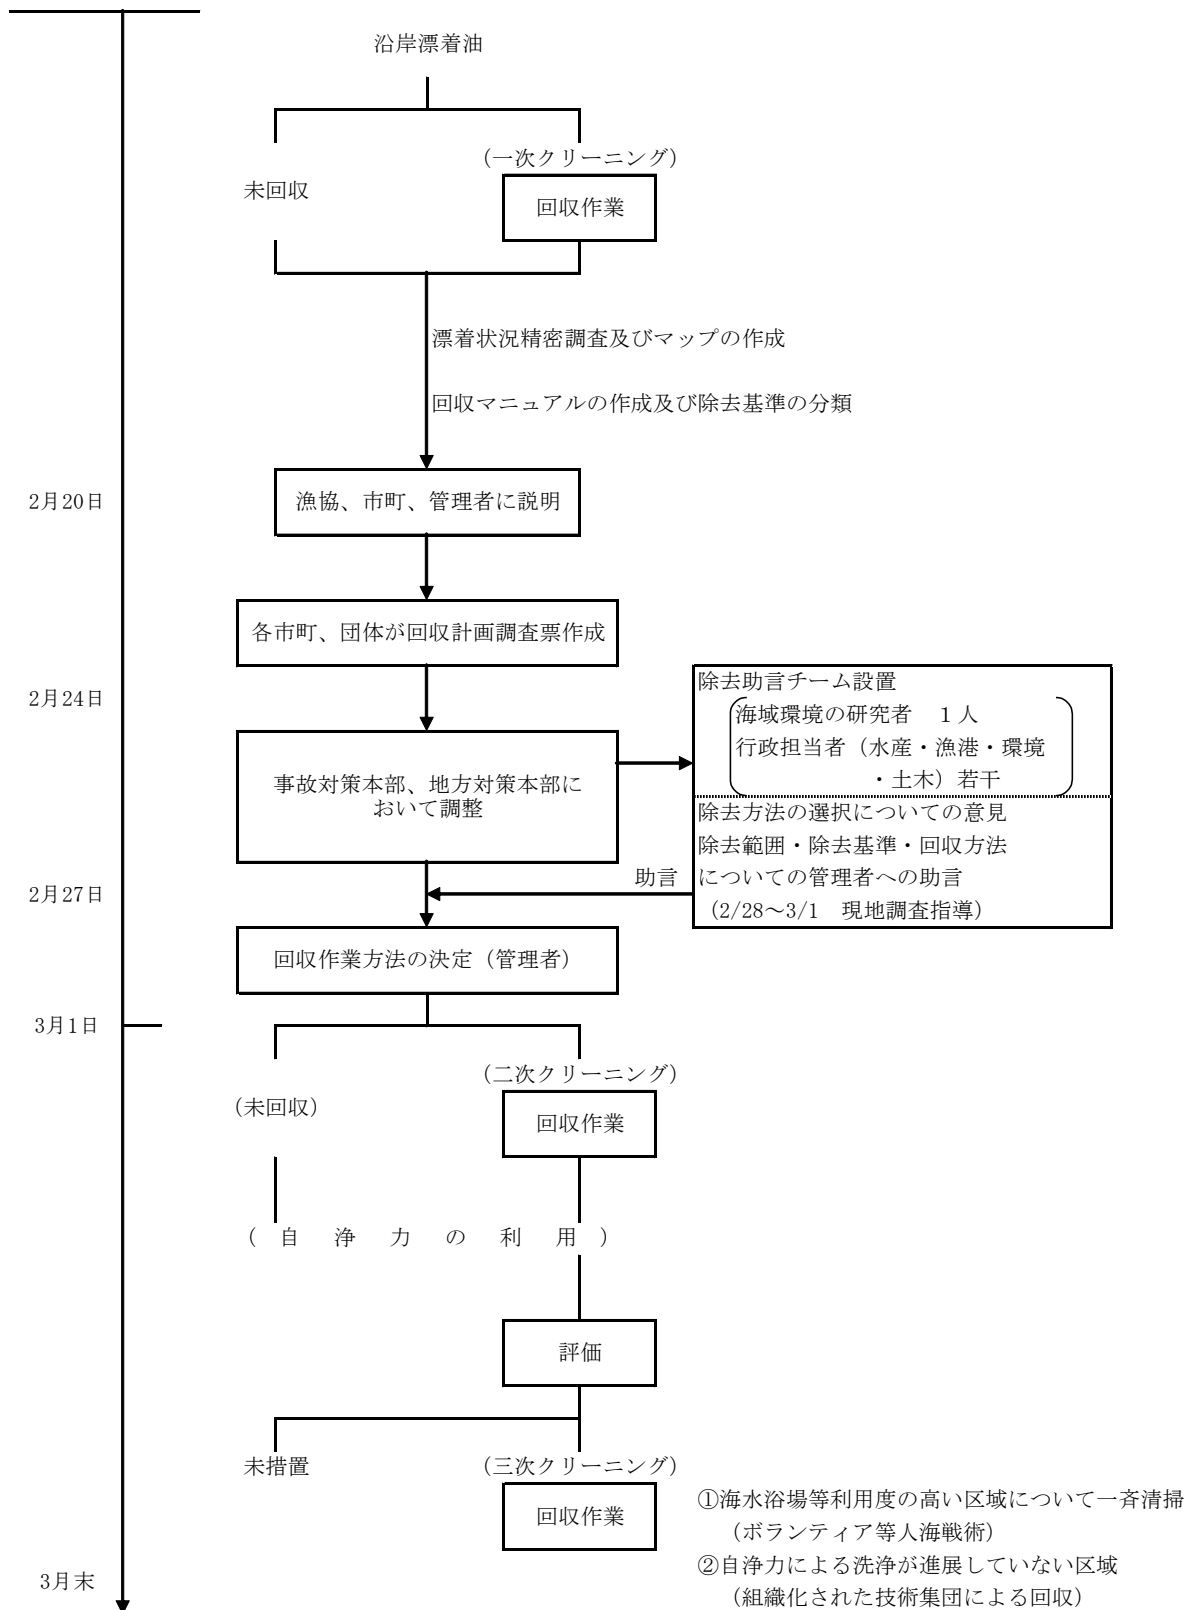 沿岸漂着油
(一次クリーニング)
未回収
回収作業
漂着状況精密調査及びマップの作成
回収マニュアルの作成及び除去基準の分類
2月20日
漁協、市町、管理者に説明
各市町、団体が回収計画調査票作成
2月24日
事故対策本部、地方対策本部に
おいて調整
除去助言チーム設置
海域環境の研究者 1人
行政担当者(水産・漁港・環境
・土木)若干
除去方法の選択についての意見
除去範囲・除去基準・回収方法
についての管理者への助言
(2/28~3/1 現地調査指導)
助言
2月27日
回収作業方法の決定(管理者)
3月1日
(二次クリーニング)
(未回収)
回収作業
( 自 浄 力 の 利 用 )
評価
未措置
(三次クリーニング)
回収作業
①海水浴場等利用度の高い区域について一斉清掃
(ボランティア等人海戦術)
②自浄力による洗浄が進展していない区域
(組織化された技術集団による回収)
3月末